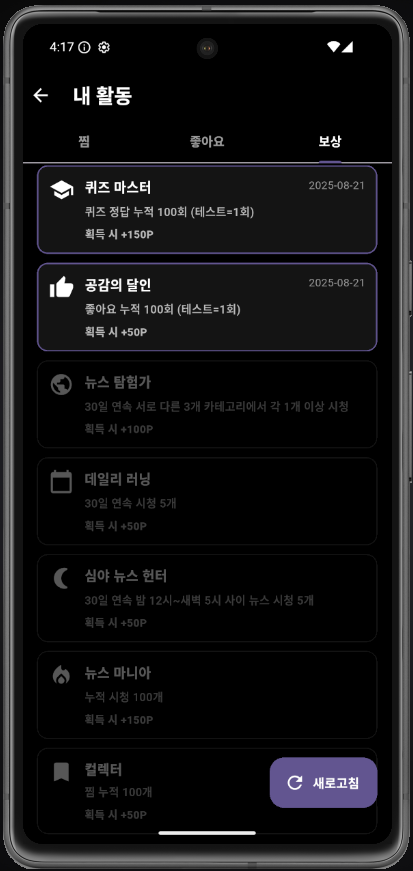 4:17
내 활동
찜 좋아요 보상
퀴즈 마스터 2025-08-21
퀴즈 정답 누적 100회 (테스트=1회)
획득 시 +150P
공감의 달인 2025-08-21
좋아요 누적 100회 (테스트=1회)
획득 시 +50P
뉴스 탐험가
30일 연속 서로 다른 3개 카테고리에서 각 1개 이상 시청
획득 시 +100P
데일리 러닝
30일 연속 시청 5개
획득 시 +50P
심야 뉴스 헌터
30일 연속 밤 12시~새벽 5시 사이 뉴스 시청 5개
획득 시 +50P
뉴스 마니아
누적 시청 100개
획득 시 +150P
컬렉터
찜 누적 100개
획득 시 +50P
새로고침